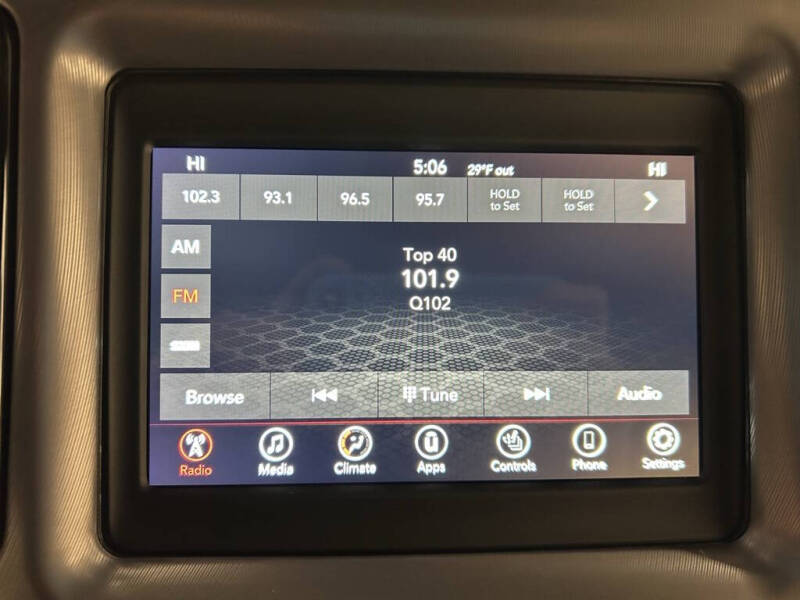 HI 5:06 29°F out HI
102.3 93.1 96.5 95.7 HOLD to Set HOLD to Set
AM
FM
Top 40
101.9
Q102
Browse Tune Audio
Radio Media Climate Apps Controls Phone Settings